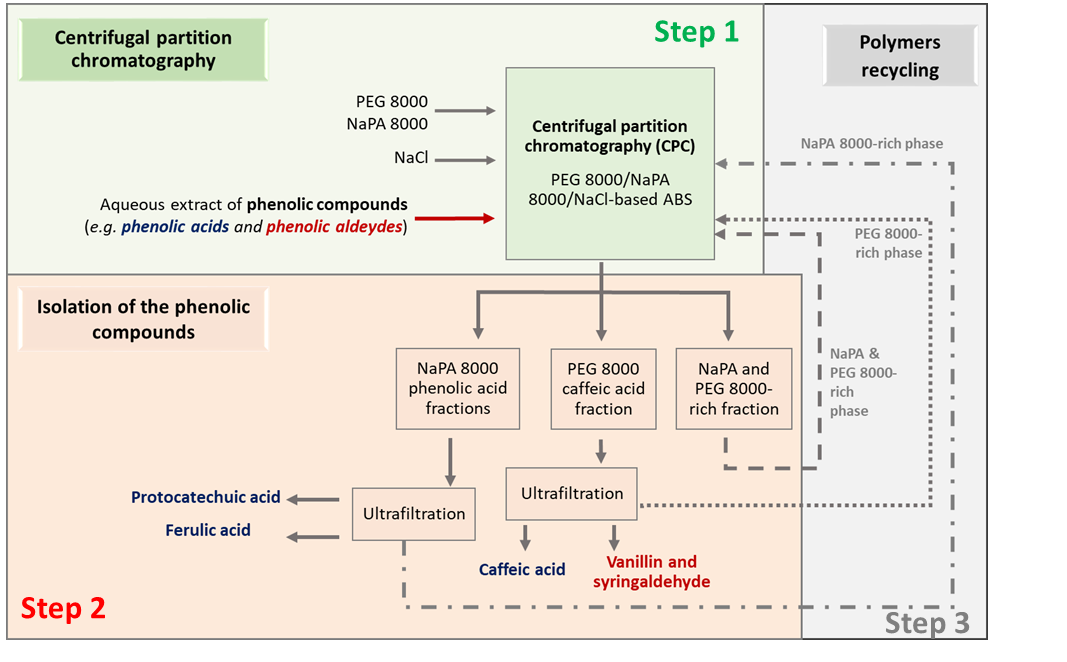 Centrifugal partition
chromatography
Step 1
Polymers
recycling
PEG 8000
NaPA 8000
NaCl
Aqueous extract of phenolic compounds
(e.g. phenolic acids and phenolic aldeydes)
Centrifugal partition
chromatography (CPC)
PEG 8000/NaPA
8000/NaCl-based ABS
NaPA 8000-rich phase
PEG 8000-
rich phase
NaPA &
PEG 8000-
rich
phase
Isolation of the phenolic
compounds
NaPA 8000
phenolic acid
fractions
PEG 8000
caffeic acid
fraction
NaPA and
PEG 8000-
rich fraction
Ultrafiltration
Ultrafiltration
Protocatechuic acid
Ferulic acid
Caffeic acid
Vanillin and
syringaldehyde
Step 2
Step 3